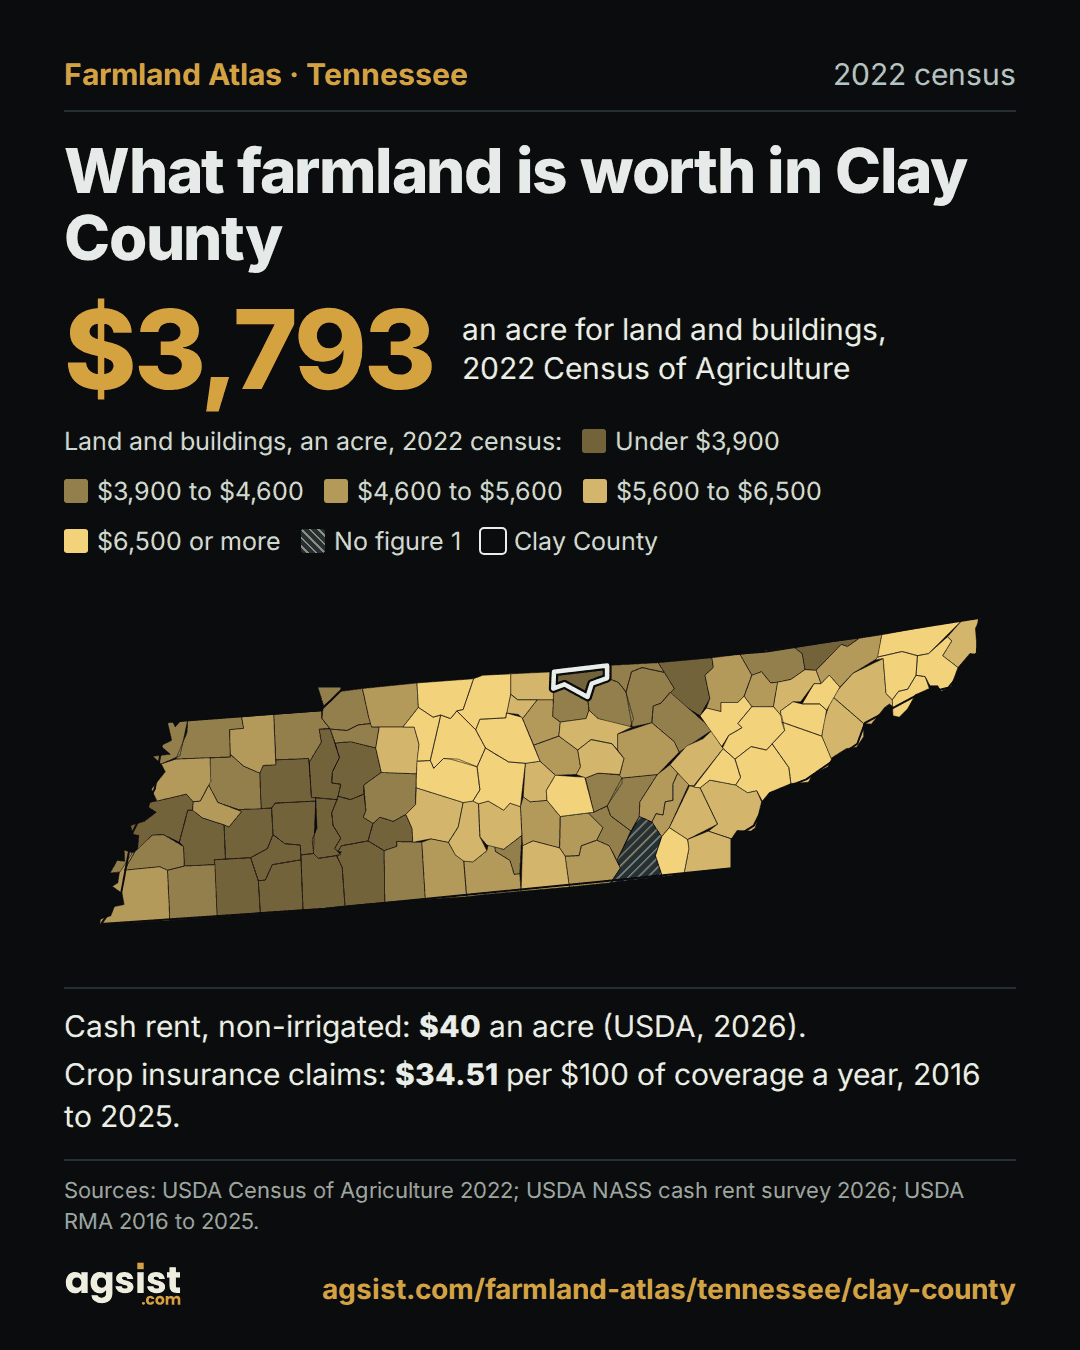 Farmland Atlas · Tennessee
2022 census
What farmland is worth in Clay
County
$3,793
an acre for land and buildings,
2022 Census of Agriculture
Land and buildings, an acre, 2022 census: Under $3,900
$3,900 to $4,600 $4,600 to $5,600 $5,600 to $6,500
$6,500 or more No figure 1 Clay County
Cash rent, non-irrigated: $40 an acre (USDA, 2026).
Crop insurance claims: $34.51 per $100 of coverage a year, 2016
to 2025.
Sources: USDA Census of Agriculture 2022; USDA NASS cash rent survey 2026; USDA
RMA 2016 to 2025.
agsist
.com
agsist.com/farmland-atlas/tennessee/clay-county